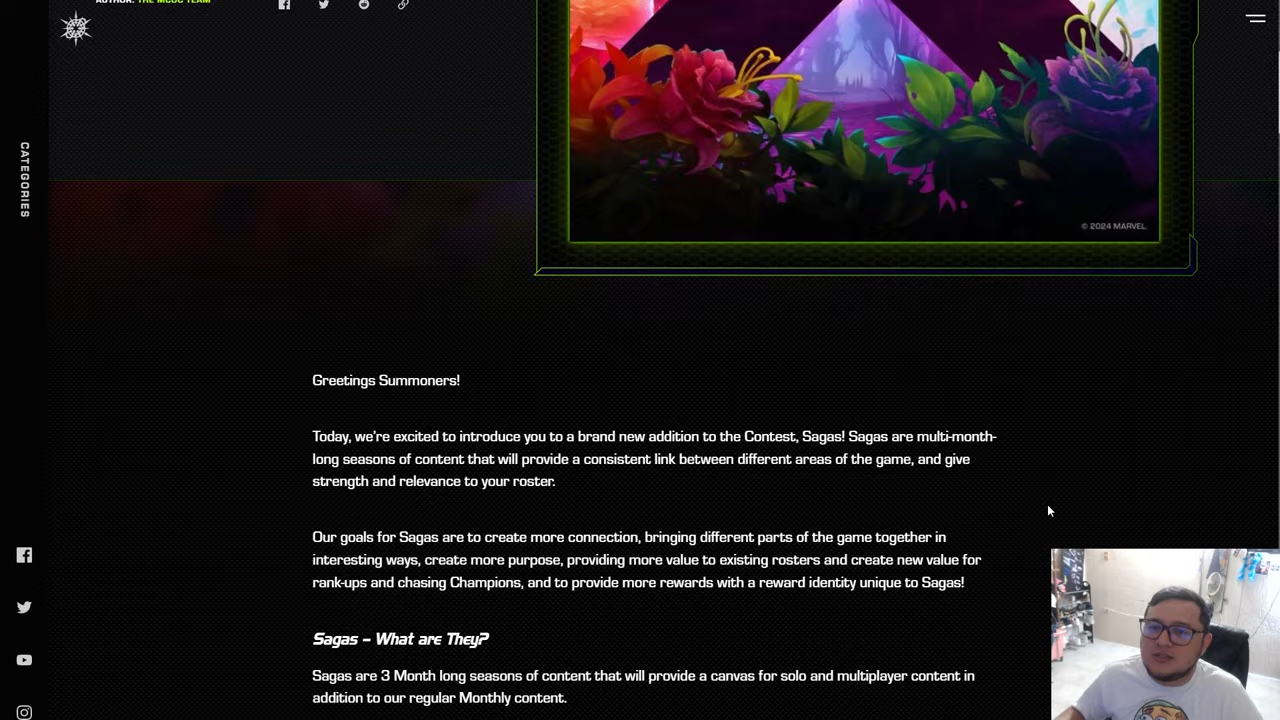 AUTHOR: THE MCOC TEAM
CATEGORIES
© 2024 MARVEL.
Greetings Summoners!
Today, we're excited to introduce you to a brand new addition to the Contest, Sagas! Sagas are multi-month-
long seasons of content that will provide a consistent link between different areas of the game, and give
strength and relevance to your roster.
Our goals for Sagas are to create more connection, bringing different parts of the game together in
interesting ways, create more purpose, providing more value to existing rosters and create new value for
rank-ups and chasing Champions, and to provide more rewards with a reward identity unique to Sagas!
Sagas – What are They?
Sagas are 3 Month long seasons of content that will provide a canvas for solo and multiplayer content in
addition to our regular Monthly content.